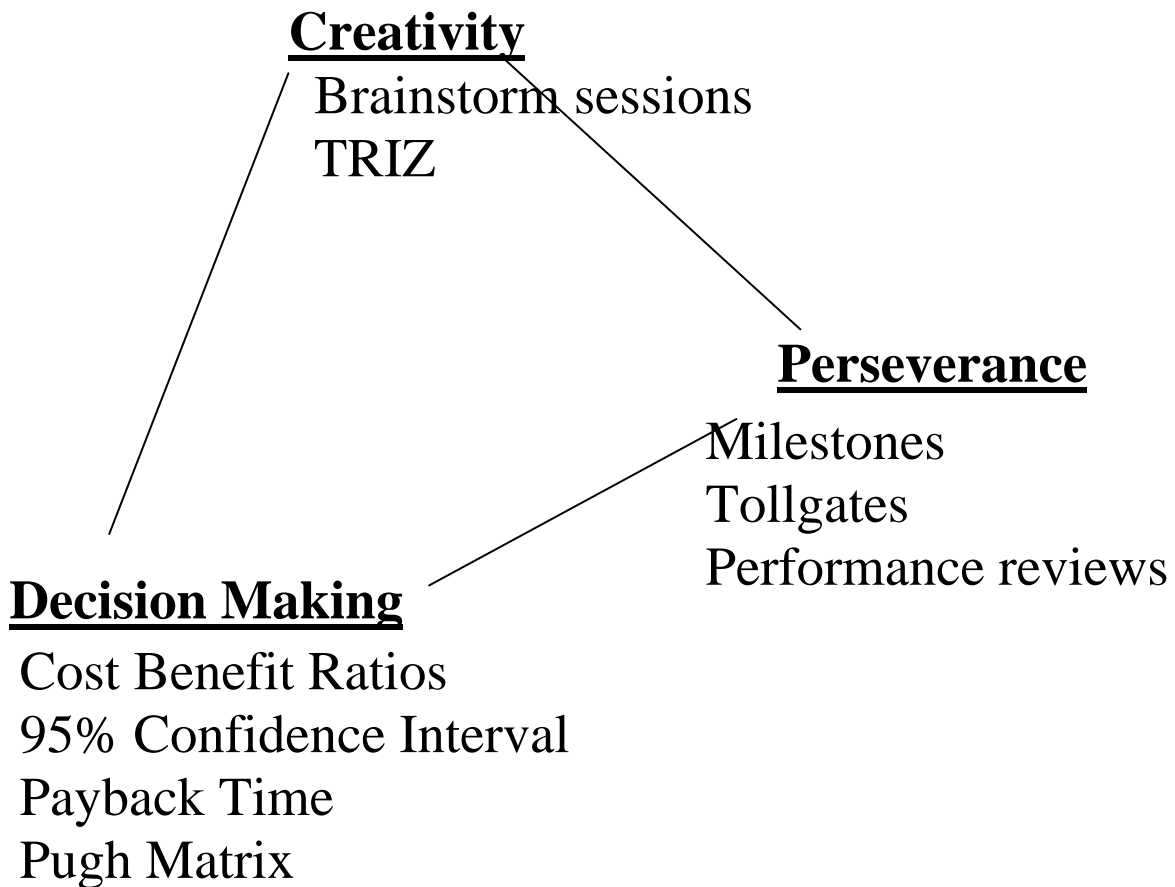 Creativity
Brainstorm sessions
TRIZ
Perseverance
Milestones
Tollgates
Performance reviews
Decision Making
Cost Benefit Ratios
95% Confidence Interval
Payback Time
Pugh Matrix